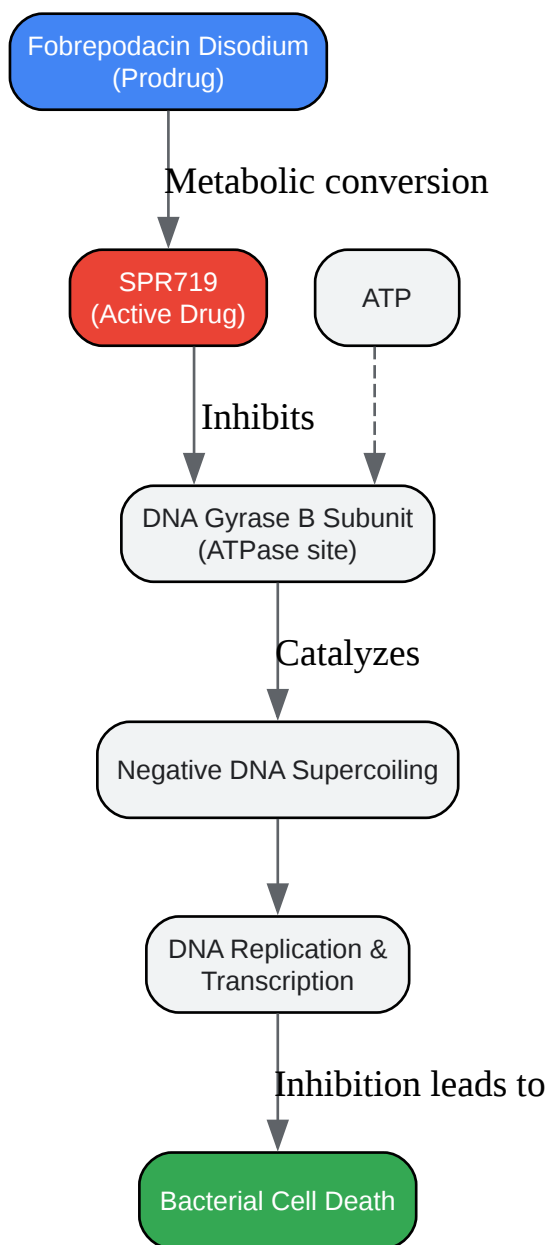 Fobrepodacin Disodium
(Prodrug)
Metabolic conversion
SPR719
(Active Drug)
ATP
Inhibits
DNA Gyrase B Subunit
(ATPase site)
Catalyzes
Negative DNA Supercoiling
DNA Replication &
Transcription
Inhibition leads to
Bacterial Cell Death